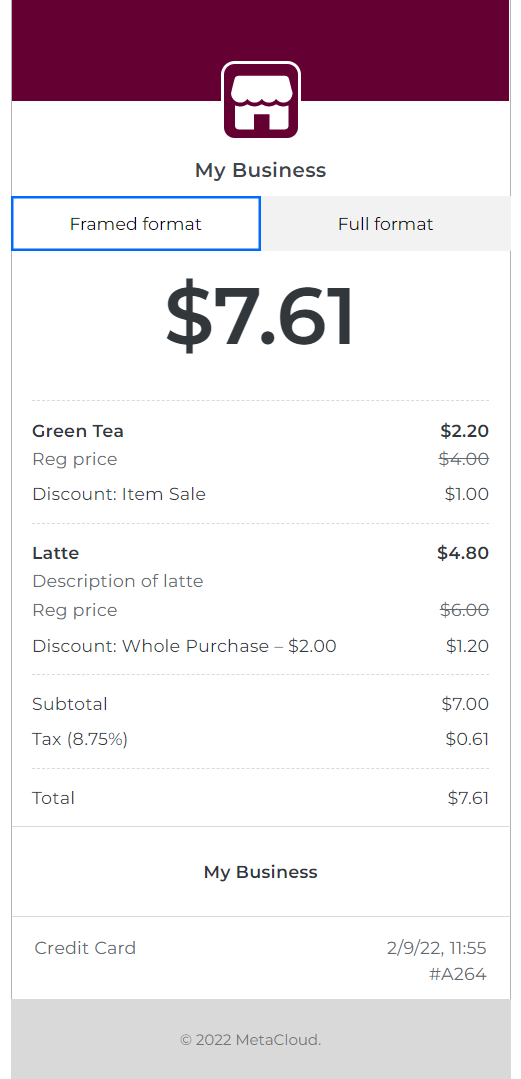 My Business
Framed format Full format
$7.61
Green Tea $2.20
Reg price $4.00
Discount: Item Sale $1.00
Latte $4.80
Description of latte
Reg price $6.00
Discount: Whole Purchase – $2.00 $1.20
Subtotal $7.00
Tax (8.75%) $0.61
Total $7.61
My Business
Credit Card 2/9/22, 11:55
#A264
© 2022 MetaCloud.